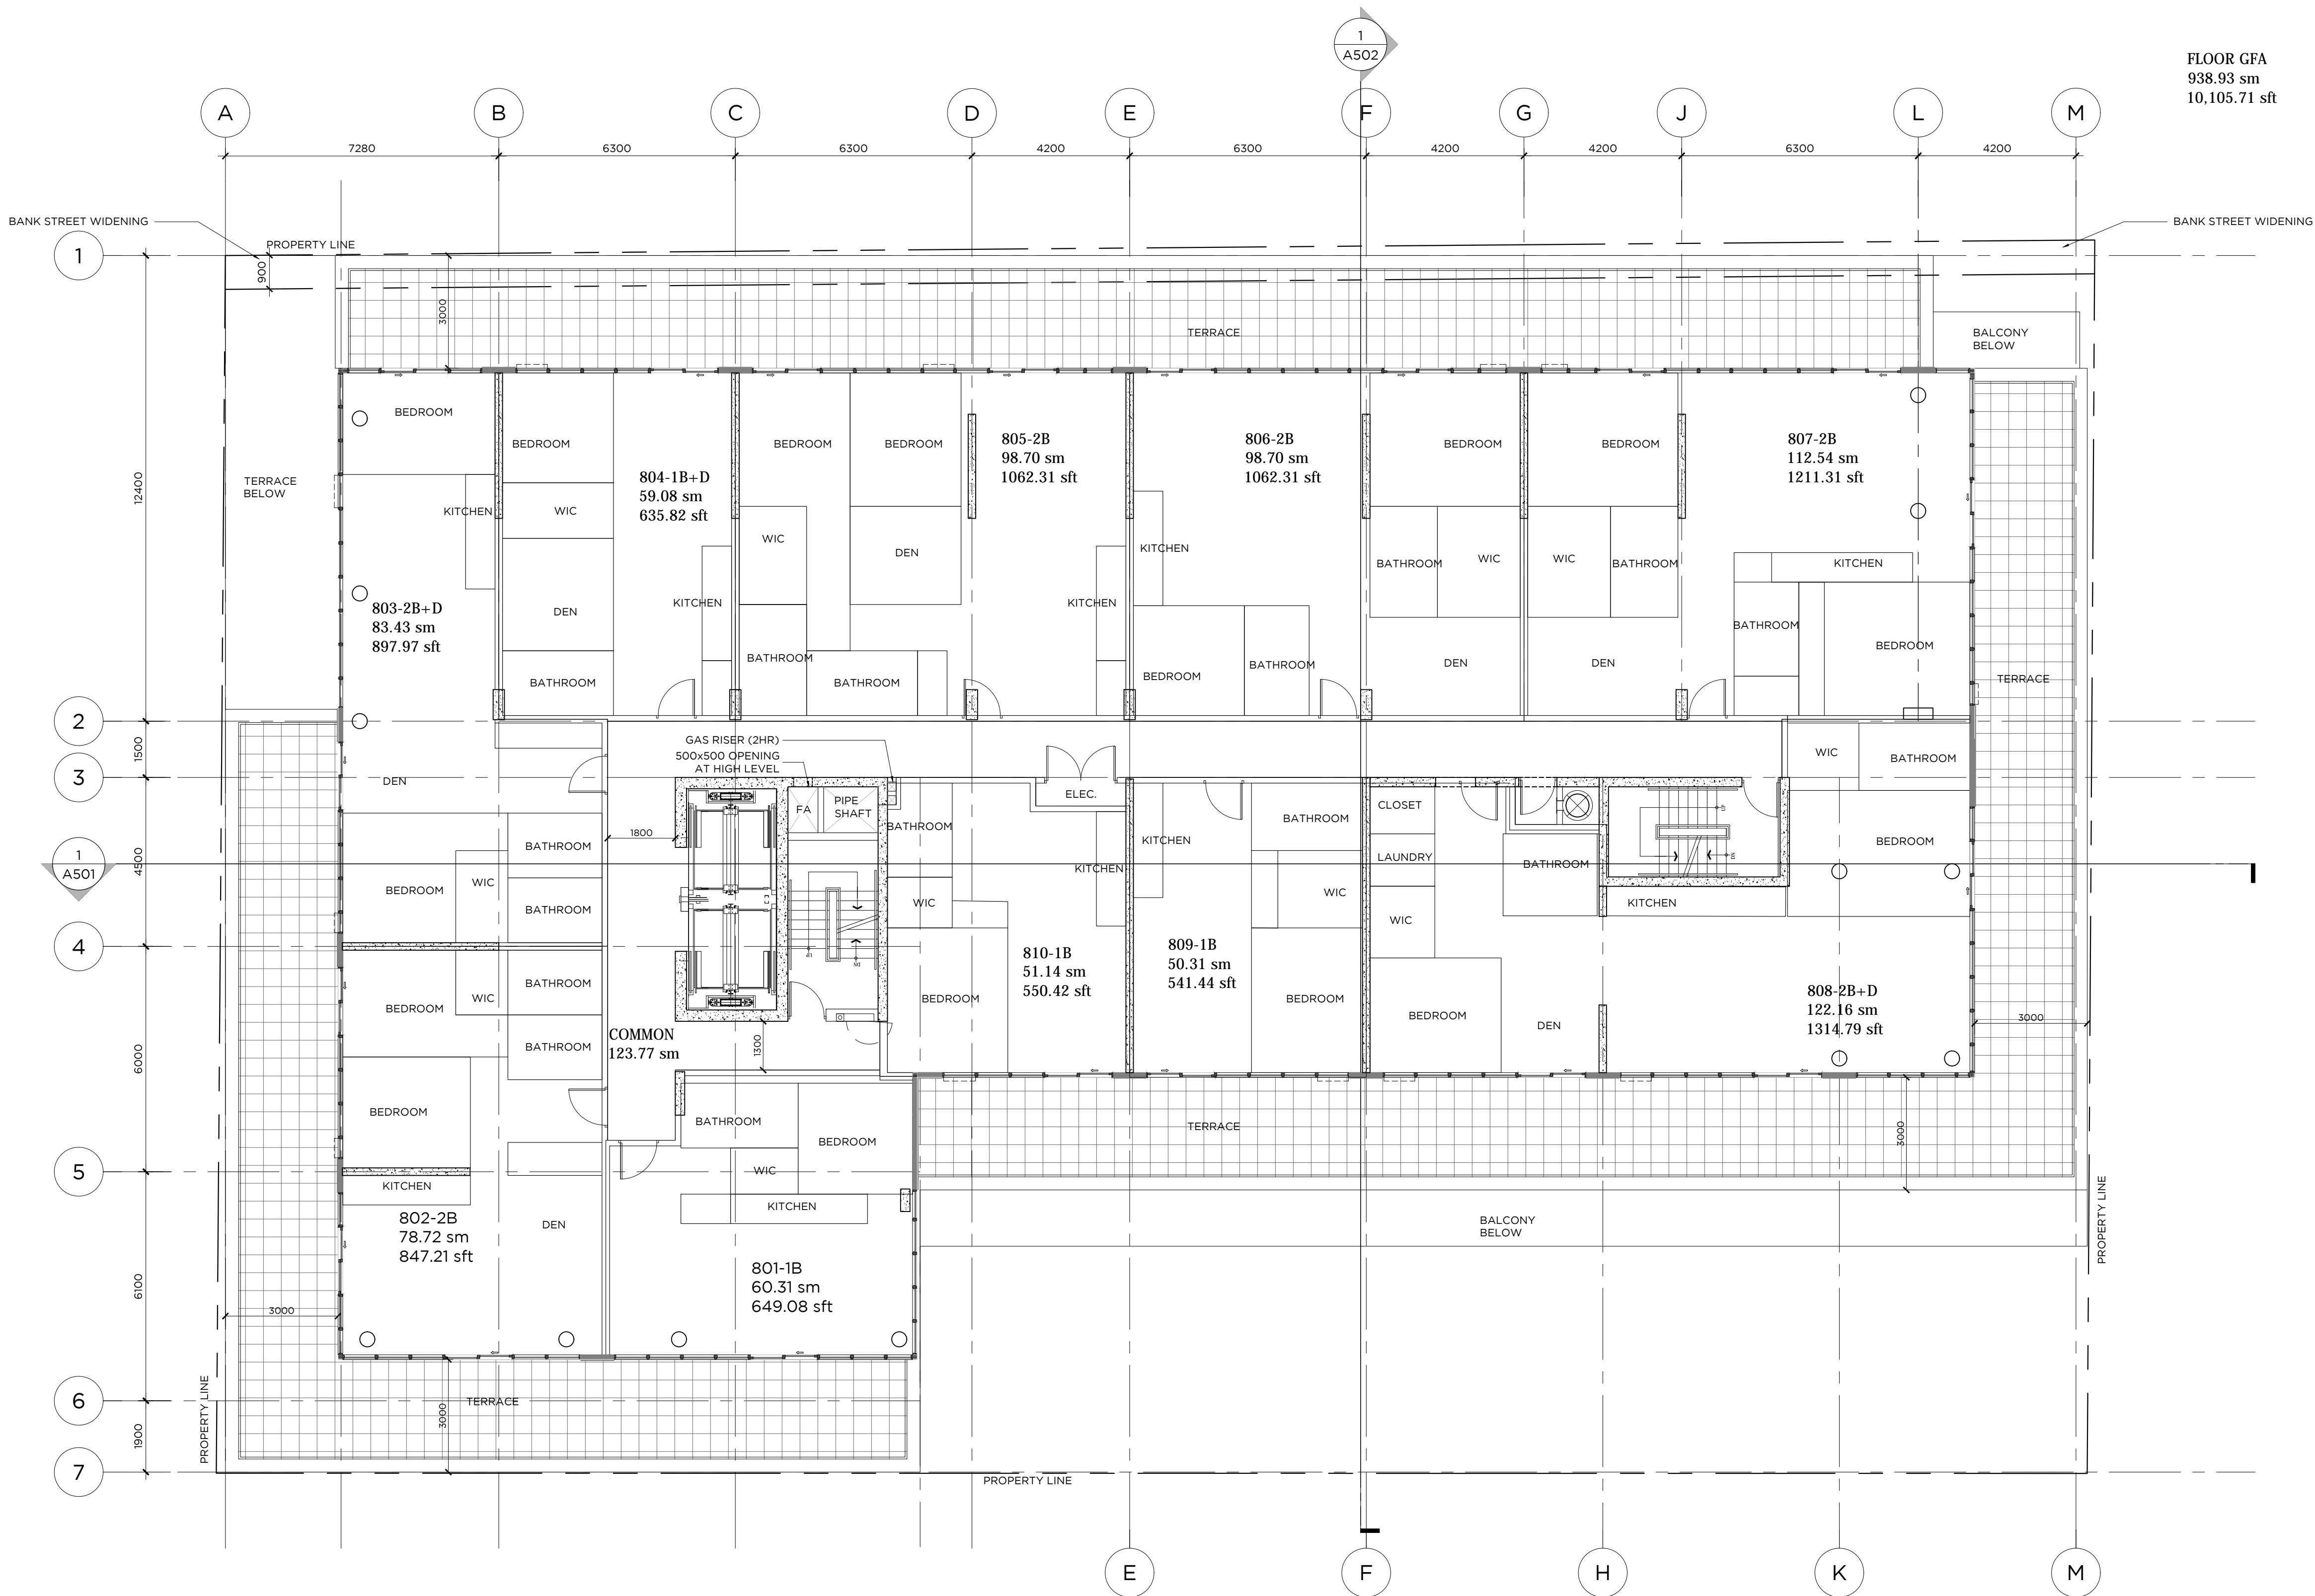 1
A502
FLOOR GFA
938.93 sm
10,105.71 sft
A
B
C
D
E
F
G
J
L
M
7280
6300
6300
4200
6300
4200
4200
6300
4200
BANK STREET WIDENING
BANK STREET WIDENING
1
PROPERTY LINE
900
3000
TERRACE
BALCONY
BELOW
12400
TERRACE
BELOW
BEDROOM
KITCHEN
803-2B+D
83.43 sm
897.97 sft
BEDROOM
WIC
DEN
BATHROOM
804-1B+D
59.08 sm
635.82 sft
KITCHEN
BEDROOM
BEDROOM
WIC
DEN
BATHROOM
BATHROOM
805-2B
98.70 sm
1062.31 sft
KITCHEN
806-2B
98.70 sm
1062.31 sft
KITCHEN
BEDROOM
BATHROOM
BEDROOM
BATHROOM
WIC
DEN
BEDROOM
WIC
BATHROOM
DEN
807-2B
112.54 sm
1211.31 sft
KITCHEN
BATHROOM
BEDROOM
TERRACE
2
1500
3
GAS RISER (2HR)
500x500 OPENING
AT HIGH LEVEL
DEN
ELEC.
WIC
BATHROOM
FA
PIPE
SHAFT
CLOSET
1800
BATHROOM
BATHROOM
KITCHEN
KITCHEN
BATHROOM
LAUNDRY
BATHROOM
UP
DN
BEDROOM
1
A501
4500
BEDROOM
WIC
BATHROOM
WIC
WIC
WIC
KITCHEN
4
UP
DN
810-1B
51.14 sm
550.42 sft
809-1B
50.31 sm
541.44 sft
BEDROOM
WIC
BATHROOM
BEDROOM
BEDROOM
BEDROOM
DEN
808-2B+D
122.16 sm
1314.79 sft
3000
6000
BATHROOM
COMMON
123.77 sm
1300
BEDROOM
BATHROOM
BEDROOM
WIC
TERRACE
3000
5
KITCHEN
KITCHEN
802-2B
78.72 sm
847.21 sft
DEN
BALCONY
BELOW
PROPERTY LINE
801-1B
60.31 sm
649.08 sft
6100
3000
6
TERRACE
3000
PROPERTY LINE
1900
7
PROPERTY LINE
E
F
H
K
M